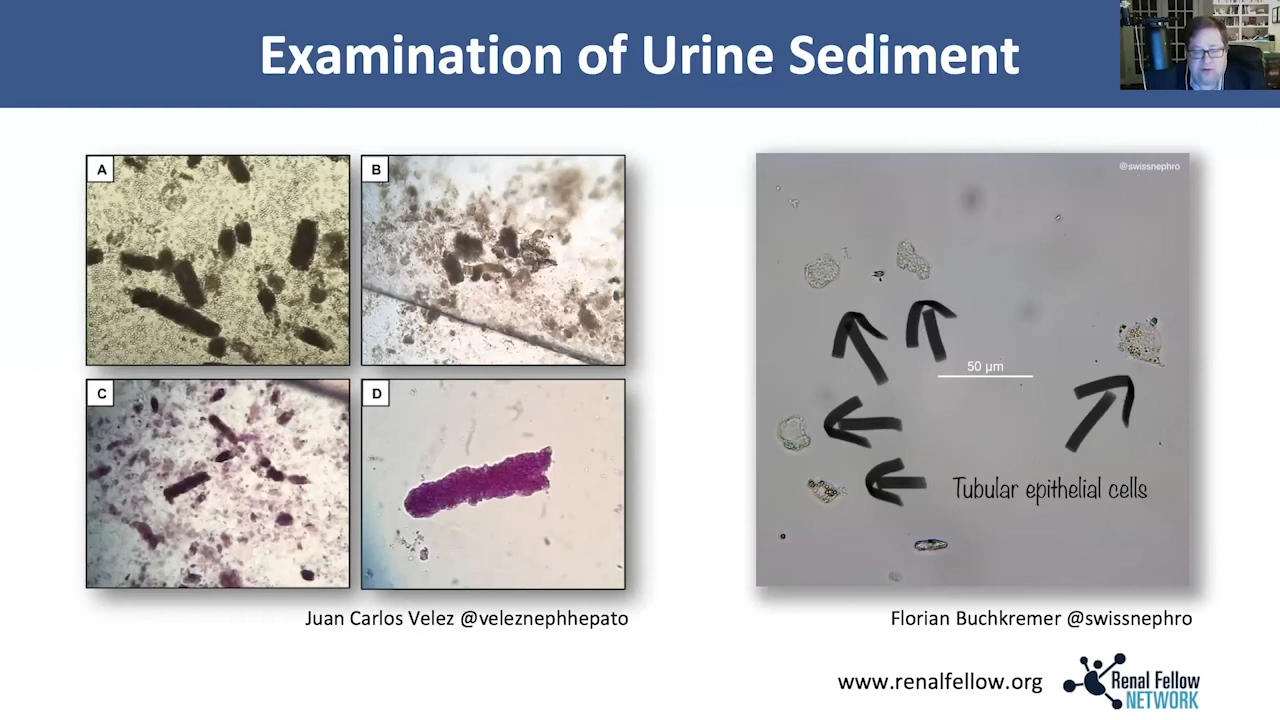 Examination of Urine Sediment
A
B
C
D
Juan Carlos Velez @veleznephhepato
@swissnephro
50 µm
Tubular epithelial cells
Florian Buchkremer @swissnephro
www.renalfellow.org
Renal Fellow
NETWORK